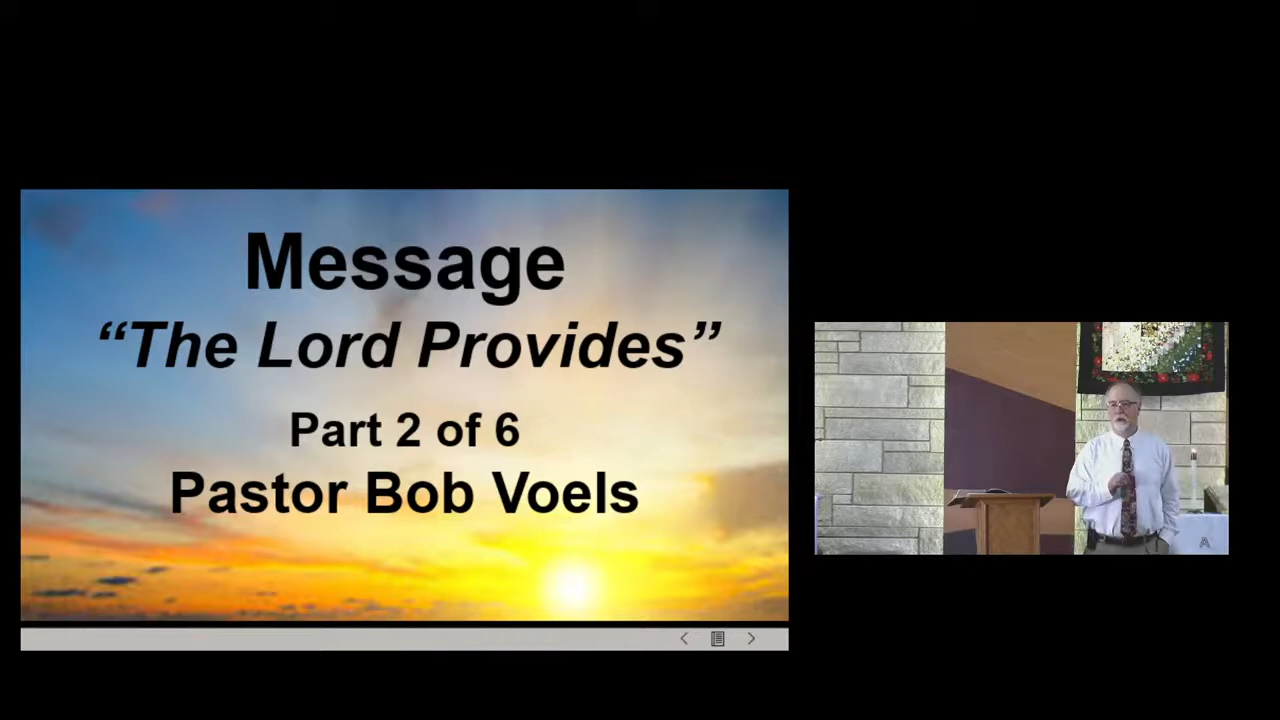 Message
“The Lord Provides”
Part 2 of 6
Pastor Bob Voels
A